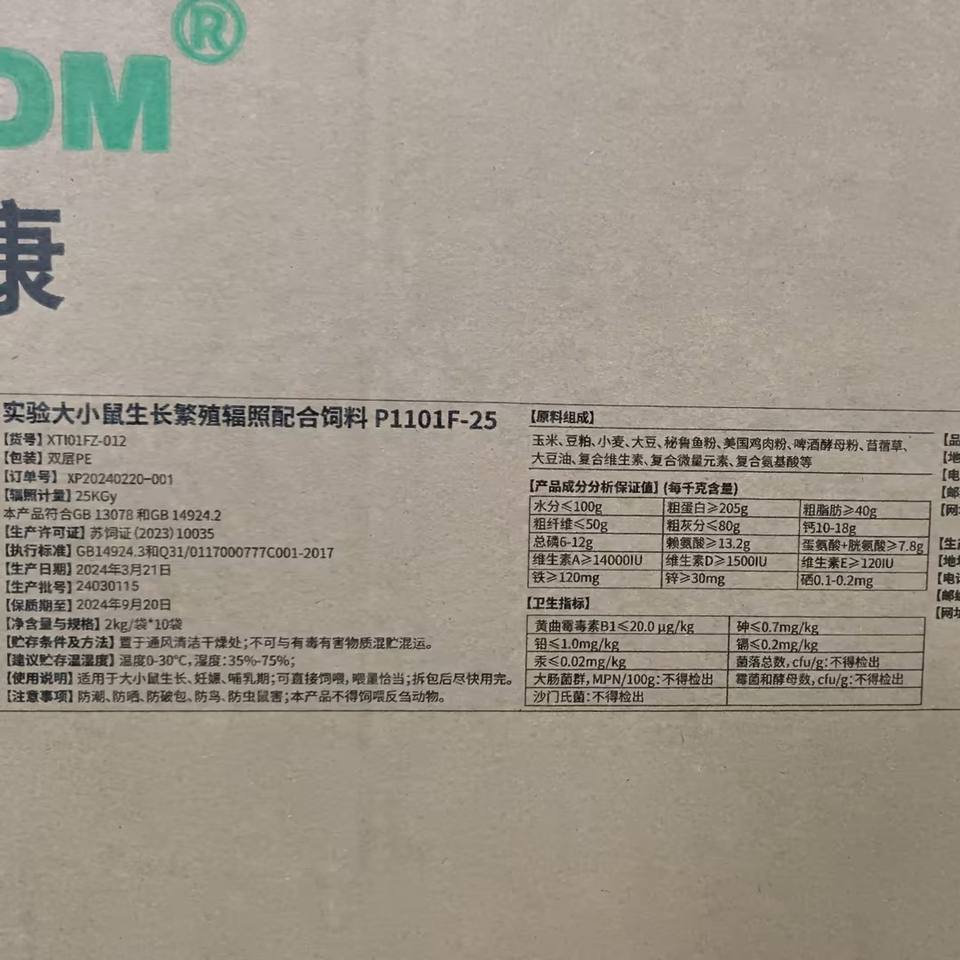 OM®
康
实验大小鼠生长繁殖辐照配合饲料 P1101F-25
【货号】XTI01FZ-012
【包装】双层PE
【订单号】XP20240220-001
【辐照计量】25KGy
本产品符合GB 13078 和GB 14924.2
【生产许可证】苏饲证 (2023) 10035
【执行标准】GB14924.3和Q31/0117000777C001-2017
【生产日期】2024年3月21日
【生产批号】24030115
【保质期至】2024年9月20日
【净含量与规格】2kg/袋*10袋
【贮存条件及方法】置于通风清洁干燥处;不可与有毒有害物质混贮混运。
【建议贮存温湿度】温度0-30℃,湿度:35%-75%;
【使用说明】适用于大小鼠生长、妊娠、哺乳期;可直接饲喂,喂量恰当;拆包后尽快用完。
【注意事项】防潮、防晒、防破包、防鸟、防虫鼠害;本产品不得饲喂反刍动物。
【原料组成】
玉米、豆粕、小麦、大豆、秘鲁鱼粉、美国鸡肉粉、啤酒酵母粉、苜蓿草、
大豆油、复合维生素、复合微量元素、复合氨基酸等
【产品成分分析保证值】(每千克含量)
水分≤100g 粗蛋白≥205g 粗脂肪≥40g
粗纤维≤50g 粗灰分≤80g 钙10-18g
总磷6-12g 赖氨酸≥13.2g 蛋氨酸+胱氨酸≥7.8g
维生素A≥14000IU 维生素D≥1500IU 维生素E≥120IU
铁≥120mg 锌≥30mg 硒0.1-0.2mg
【卫生指标】
黄曲霉毒素B1≤20.0 μg/kg 砷≤0.7mg/kg
铅≤1.0mg/kg 镉≤0.2mg/kg
汞≤0.02mg/kg 菌落总数, cfu/g: 不得检出
大肠菌群, MPN/100g: 不得检出 霉菌和酵母数, cfu/g: 不得检出
沙门氏菌: 不得检出
【品
【地
【电
【邮
【网
【生
【地
【电
【邮
【网